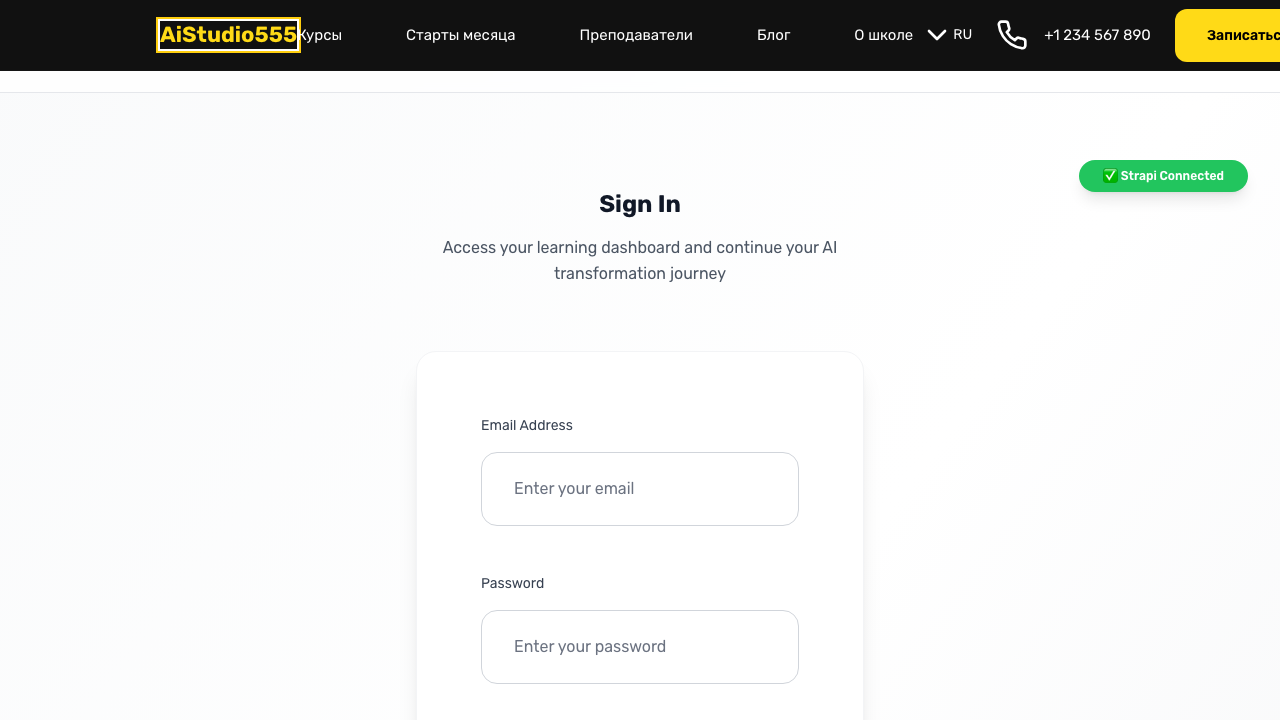 AiStudio555 Курсы Старты месяца Преподаватели Блог О школе RU +1 234 567 890 Записатьс
✅ Strapi Connected
Sign In
Access your learning dashboard and continue your AI
transformation journey
Email Address
Enter your email
Password
Enter your password